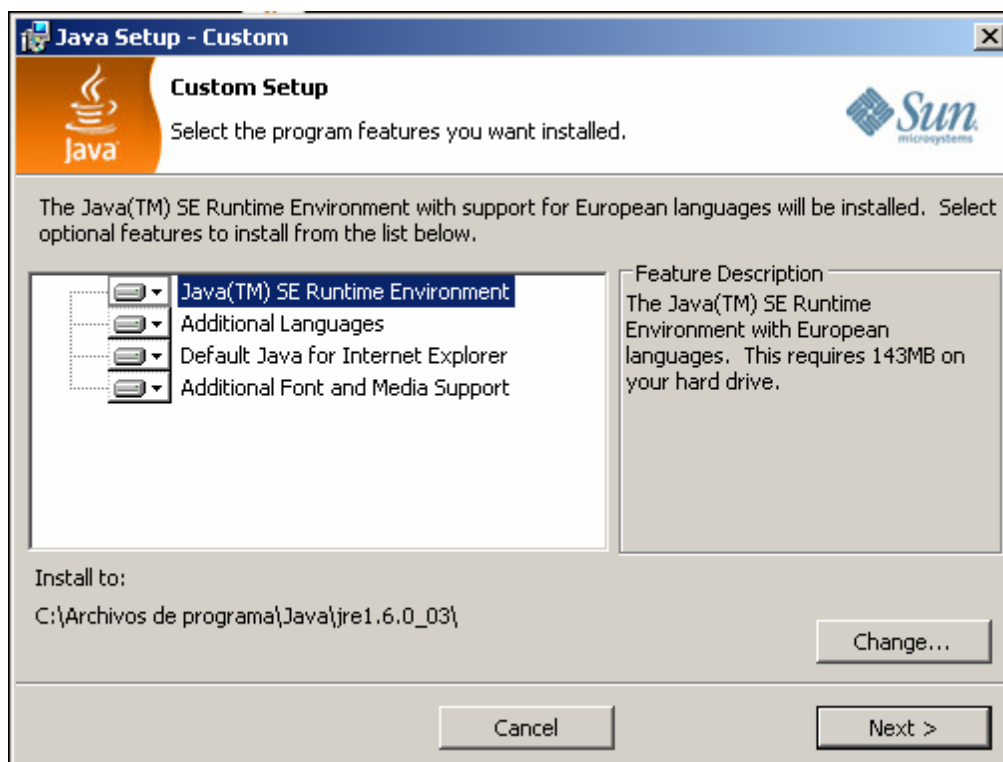 Java Setup - Custom
Custom Setup
Select the program features you want installed.
Java
Sun
microsystems
The Java(TM) SE Runtime Environment with support for European languages will be installed. Select
optional features to install from the list below.
Java(TM) SE Runtime Environment
Additional Languages
Default Java for Internet Explorer
Additional Font and Media Support
Feature Description
The Java(TM) SE Runtime
Environment with European
languages. This requires 143MB on
your hard drive.
Install to:
C:\Archivos de programa\Java\jre1.6.0_03\
Change...
Cancel
Next >